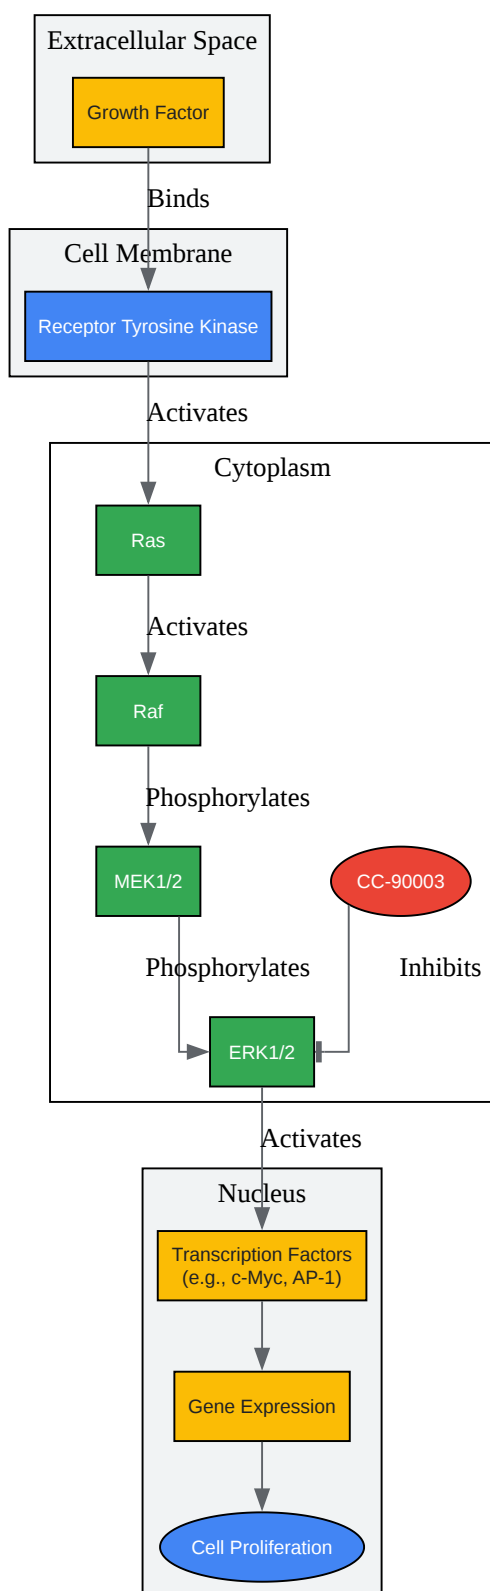 Extracellular Space
Growth Factor
Binds
Cell Membrane
Receptor Tyrosine Kinase
Activates
Cytoplasm
Ras
Activates
Raf
Phosphorylates
MEK1/2
CC-90003
Phosphorylates
Inhibits
ERK1/2
Activates
Nucleus
Transcription Factors
(e.g., c-Myc, AP-1)
Gene Expression
Cell Proliferation